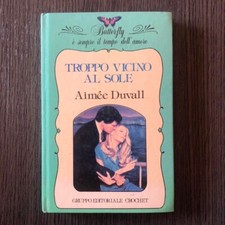 Butterfly
è sempre il tempo dell'amore
TROPPO VICINO
AL SOLE
Aimée Duvall
GRUPPO EDITORIALE CROCHET